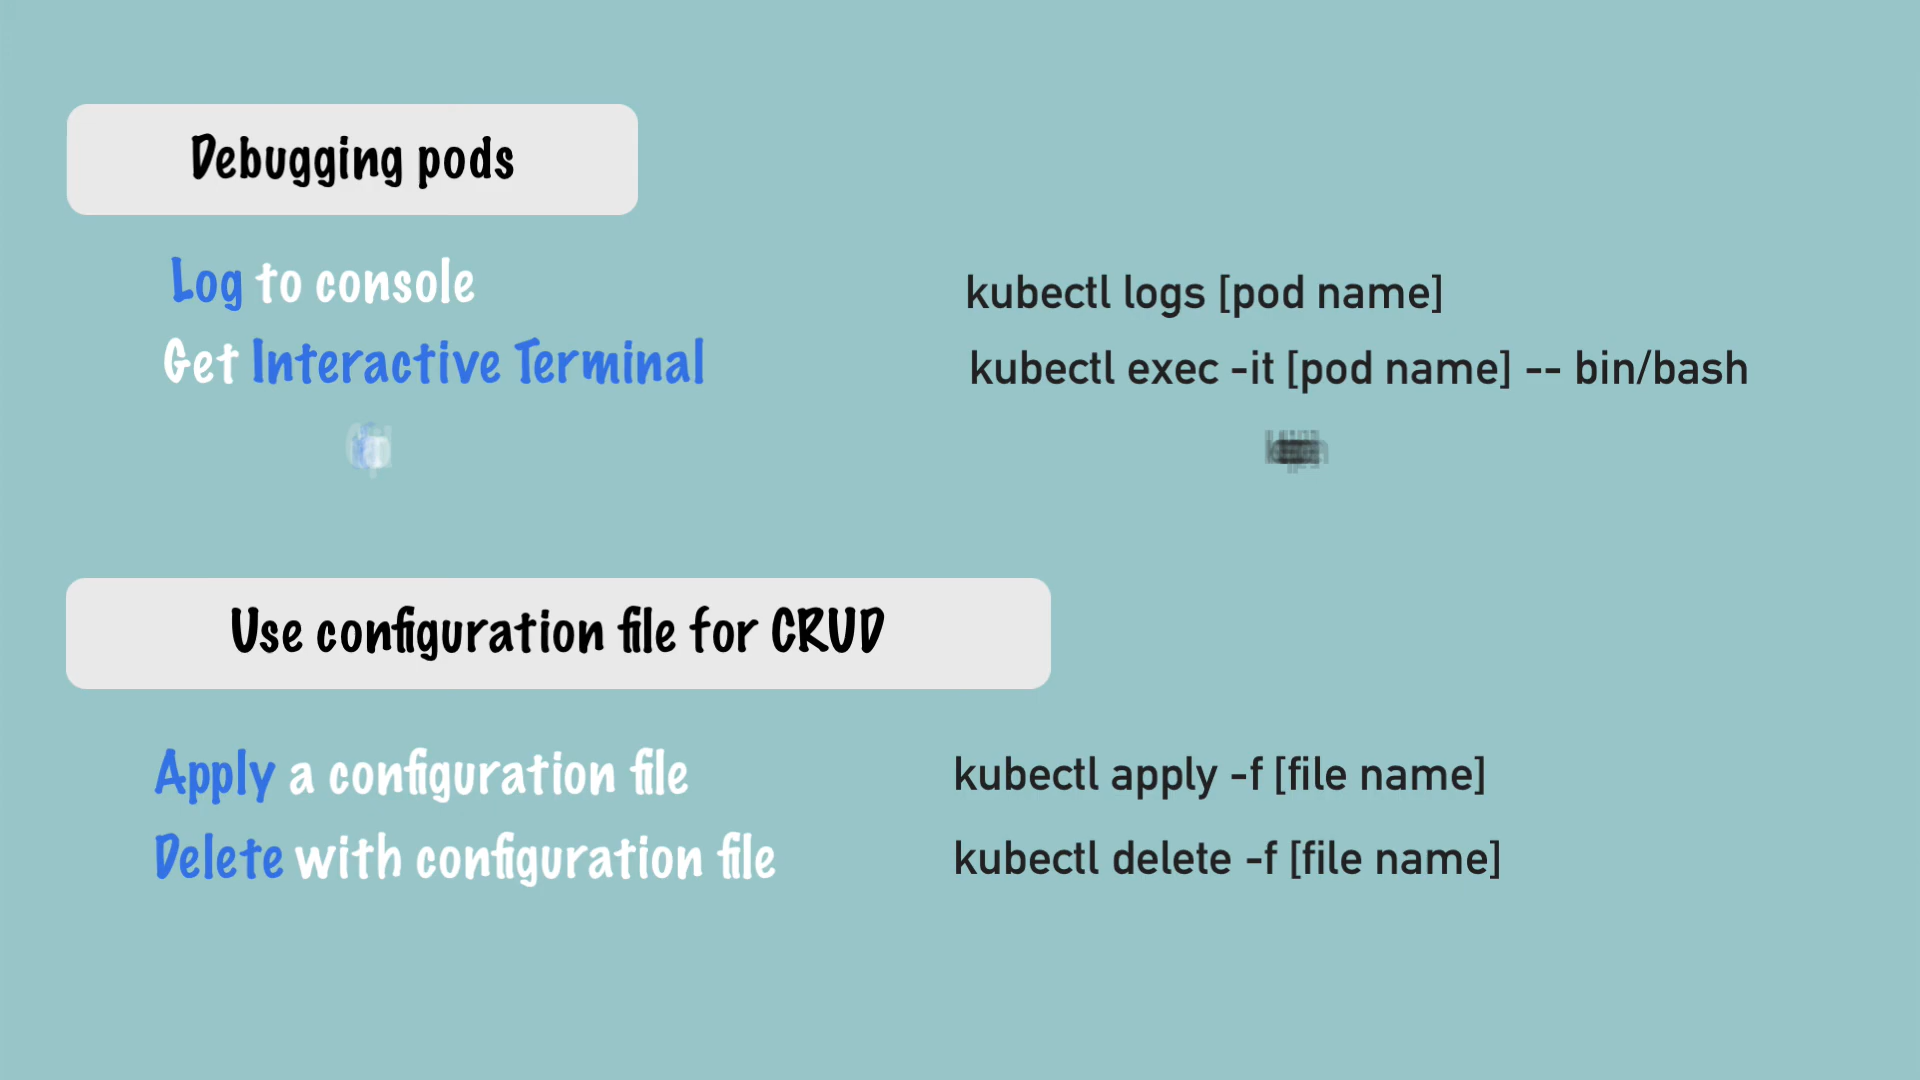 Debugging pods
Log to console
kubectl logs [pod name]
Get Interactive Terminal
kubectl exec -it [pod name] -- bin/bash
Use configuration file for CRUD
Apply a configuration file
kubectl apply -f [file name]
Delete with configuration file
kubectl delete -f [file name]